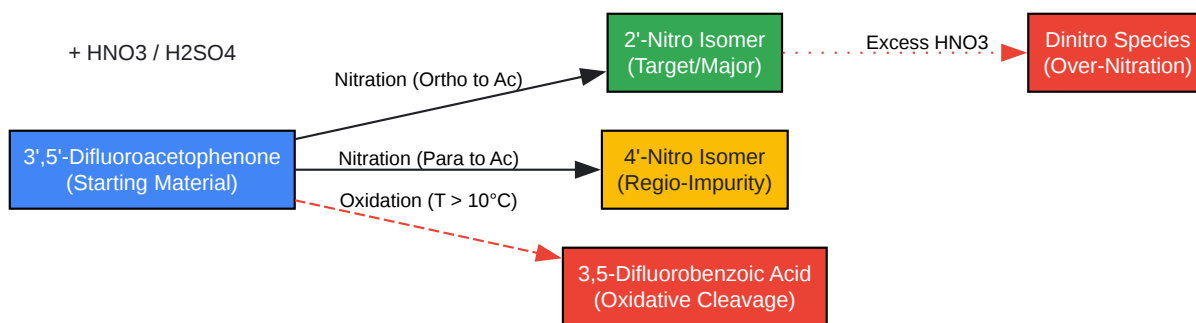 + HNO3 / H2SO4
2'-Nitro Isomer
(Target/Major)
Excess HNO3
Dinitro Species
(Over-Nitration)
Nitration (Ortho to Ac)
3',5'-Difluoroacetophenone
(Starting Material)
Nitration (Para to Ac)
4'-Nitro Isomer
(Regio-Impurity)
Oxidation (T > 10°C)
3,5-Difluorobenzoic Acid
(Oxidative Cleavage)